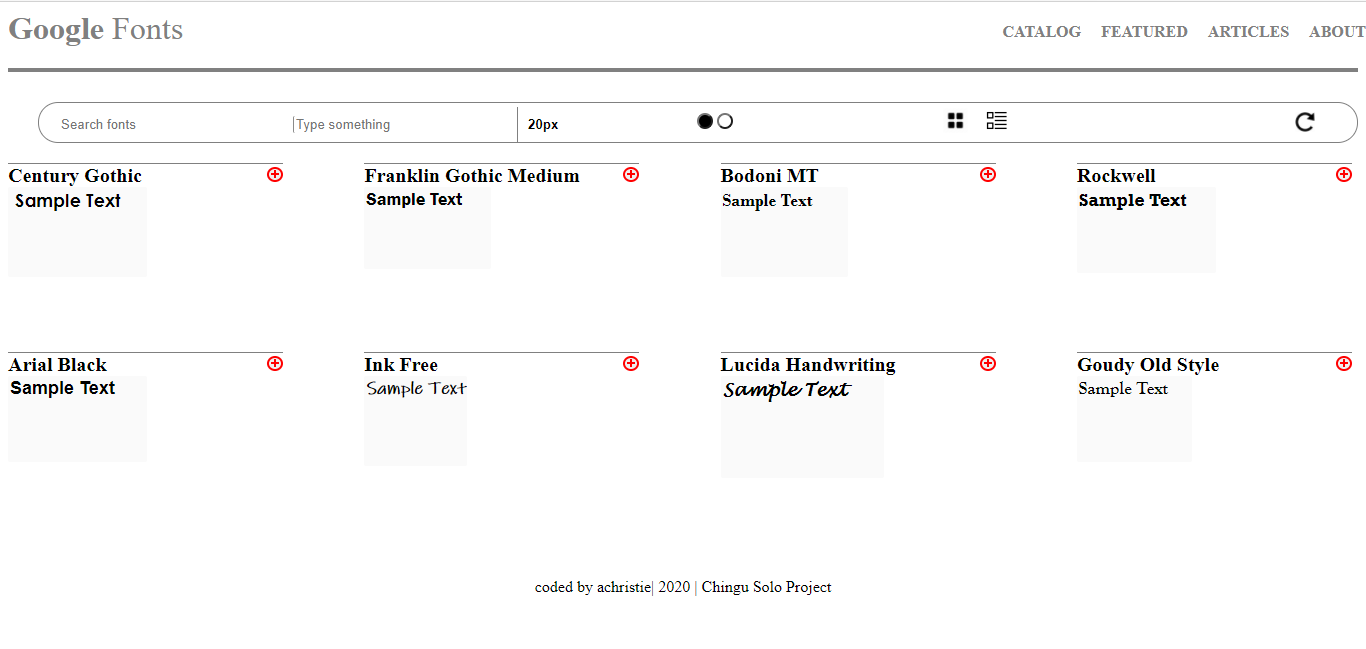 Google Fonts CATALOG FEATURED ARTICLES ABOUT
Search fonts Type something 20px
Century Gothic Franklin Gothic Medium Bodoni MT Rockwell
Sample Text Sample Text Sample Text Sample Text
Arial Black Ink Free Lucida Handwriting Goudy Old Style
Sample Text Sample Text Sample Text Sample Text
coded by achristie| 2020 | Chingu Solo Project